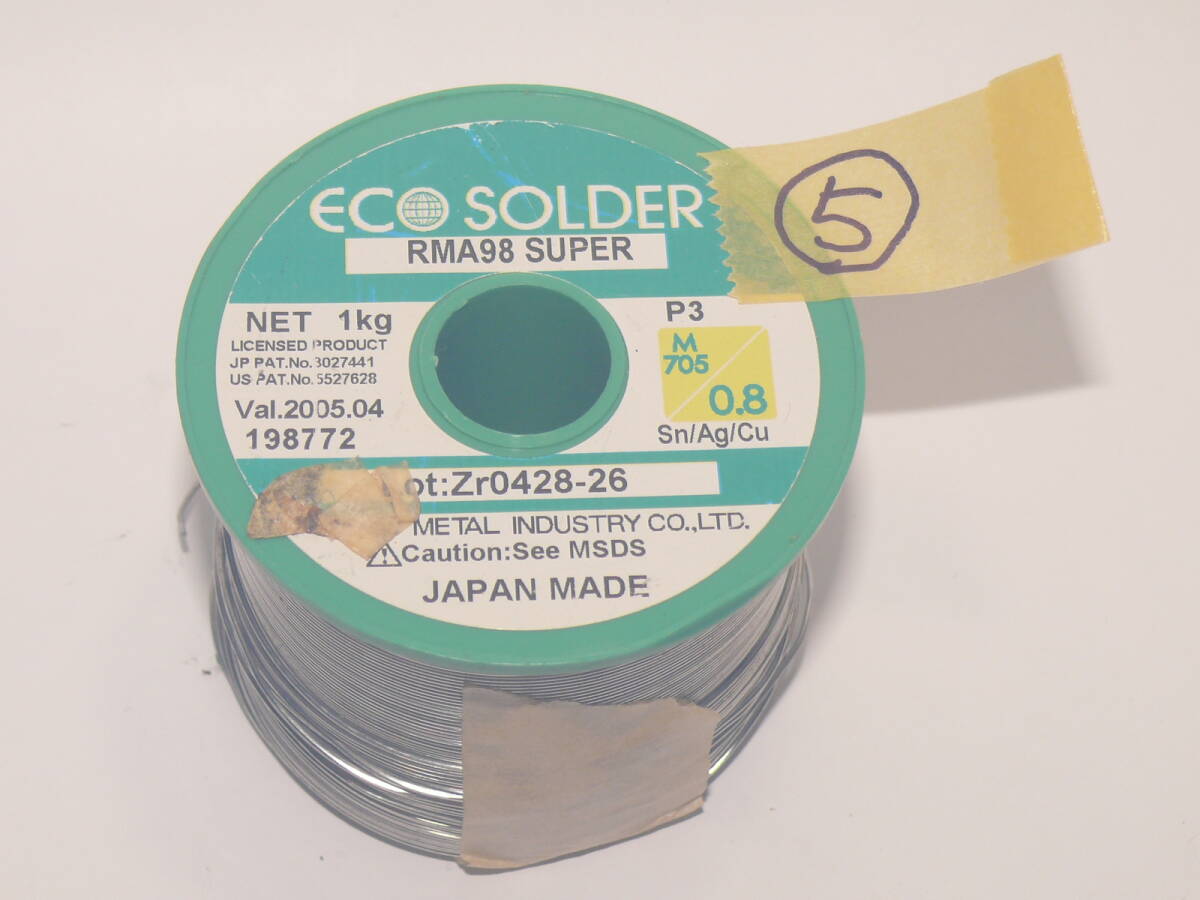 ECO SOLDER
RMA98 SUPER
5
NET 1kg
LICENSED PRODUCT
JP PAT.No.3027441
US PAT.No.5527628
Val.2005.04
198772
P3
M
705
0.8
Sn/Ag/Cu
ot:Zr0428-26
METAL INDUSTRY CO.,LTD.
Caution:See MSDS
JAPAN MADE